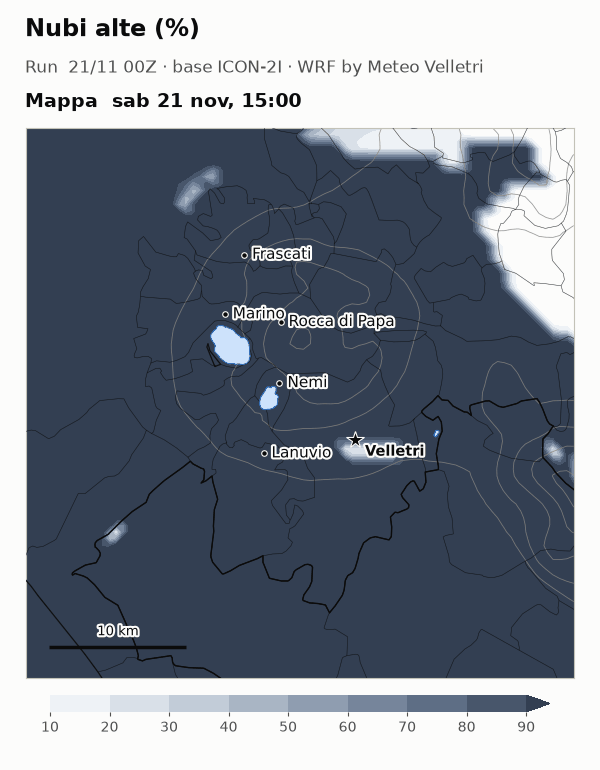 Nubi alte (%)
Run  21/11 00Z · base ICON-2I · WRF by Meteo Velletri
Mappa  sab 21 nov, 15:00
Frascati
Marino
Rocca di Papa
Nemi
Lanuvio
Velletri
10 km
10 20 30 40 50 60 70 80 90